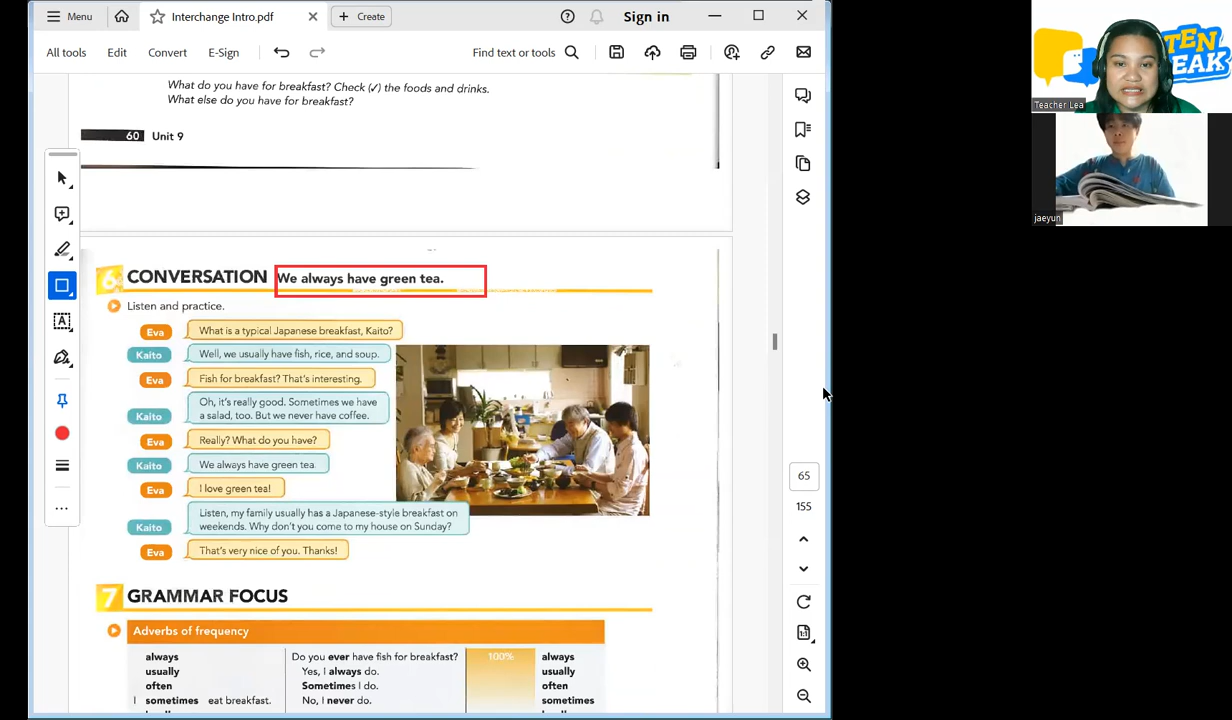 Menu
Interchange Intro.pdf
Create
Sign in
All tools
Edit
Convert
E-Sign
Find text or tools
What do you have for breakfast? Check (✓) the foods and drinks.
What else do you have for breakfast?
60 Unit 9
6 CONVERSATION We always have green tea.
Listen and practice.
Eva What is a typical Japanese breakfast, Kaito?
Kaito Well, we usually have fish, rice, and soup.
Eva Fish for breakfast? That's interesting.
Kaito Oh, it's really good. Sometimes we have
a salad, too. But we never have coffee.
Eva Really? What do you have?
Kaito We always have green tea.
Eva I love green tea!
Kaito Listen, my family usually has a Japanese-style breakfast on
weekends. Why don't you come to my house on Sunday?
Eva That's very nice of you. Thanks!
7 GRAMMAR FOCUS
Adverbs of frequency
always
usually
often
I sometimes eat breakfast.
Do you ever have fish for breakfast?
Yes, I always do.
Sometimes I do.
No, I never do.
100%
always
usually
often
sometimes
65
155
1:1
TEN
EAK
Teacher Lea
jaeyun